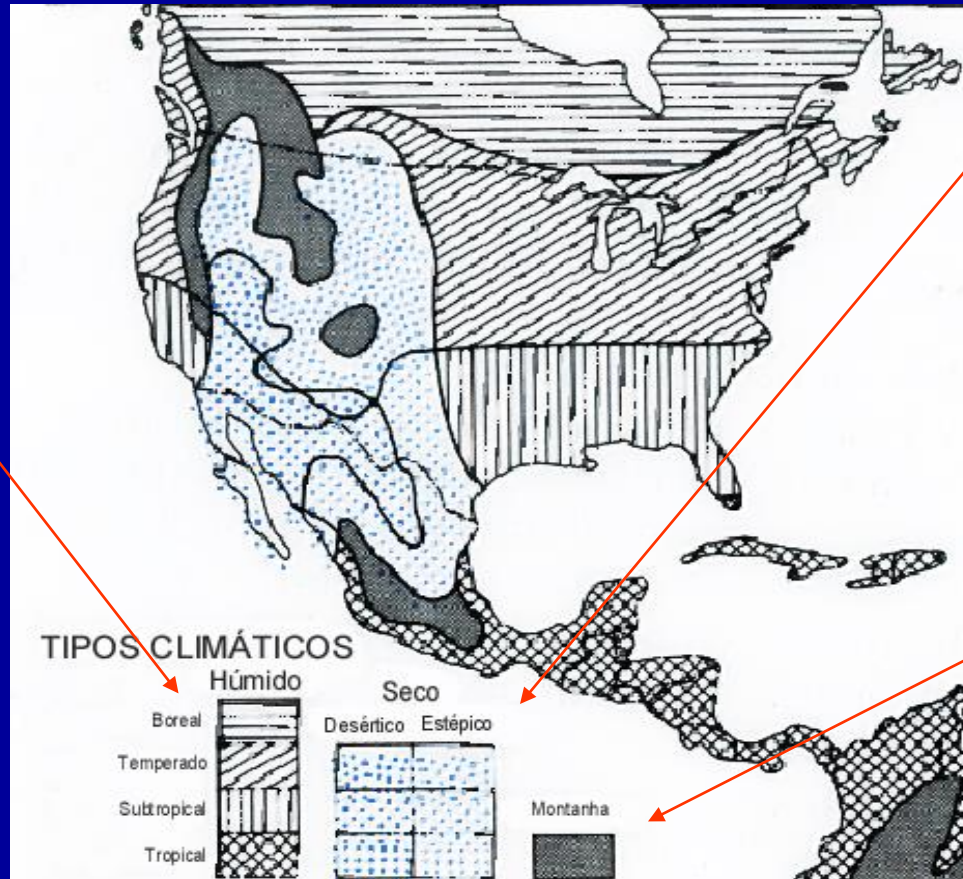 TIPOS CLIMÁTICOS
Húmido
Seco
Boreal
Desértico Estépico
Temperado
Subtropical
Montanha
Tropical